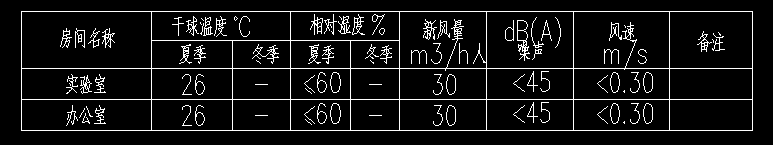 房间名称 干球温度℃ 相对湿度% 新风量 m3/h人 dB(A) 噪声 风速 m/s 备注
夏季 冬季 夏季 冬季
实验室 26 — ≤60 — 30 <45 <0.30
办公室 26 — ≤60 — 30 <45 <0.30